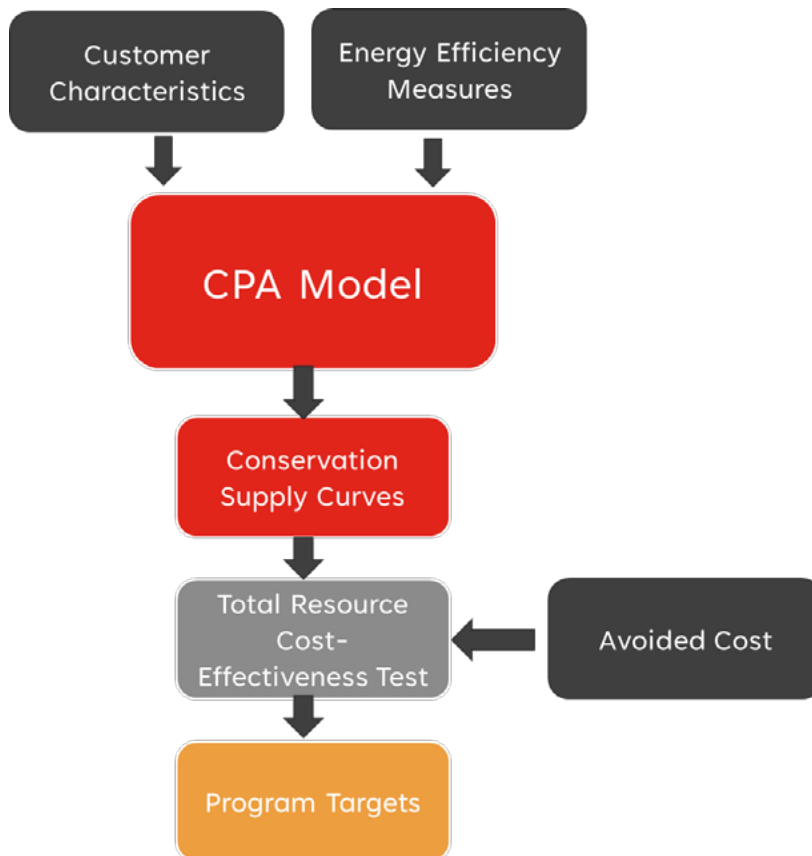 Customer
Characteristics
Energy Efficiency
Measures
CPA Model
Conservation
Supply Curves
Total Resource
Cost-
Effectiveness Test
Avoided Cost
Program Targets